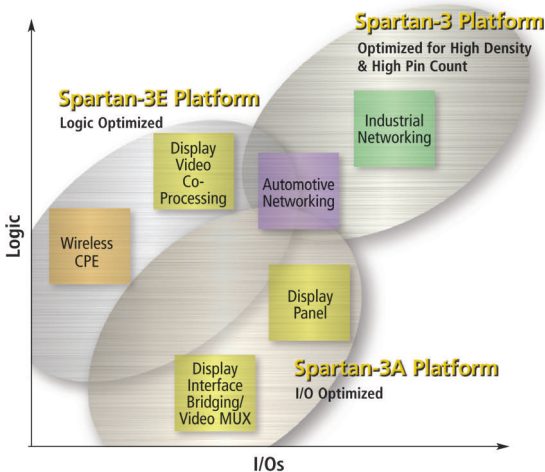 Spartan-3 Platform
Optimized for High Density
& High Pin Count
Spartan-3E Platform
Logic Optimized
Industrial
Networking
Display
Video
Co-
Processing
Automotive
Networking
Wireless
CPE
Logic
Display
Panel
Display
Interface
Bridging/
Video MUX
Spartan-3A Platform
I/O Optimized
I/Os